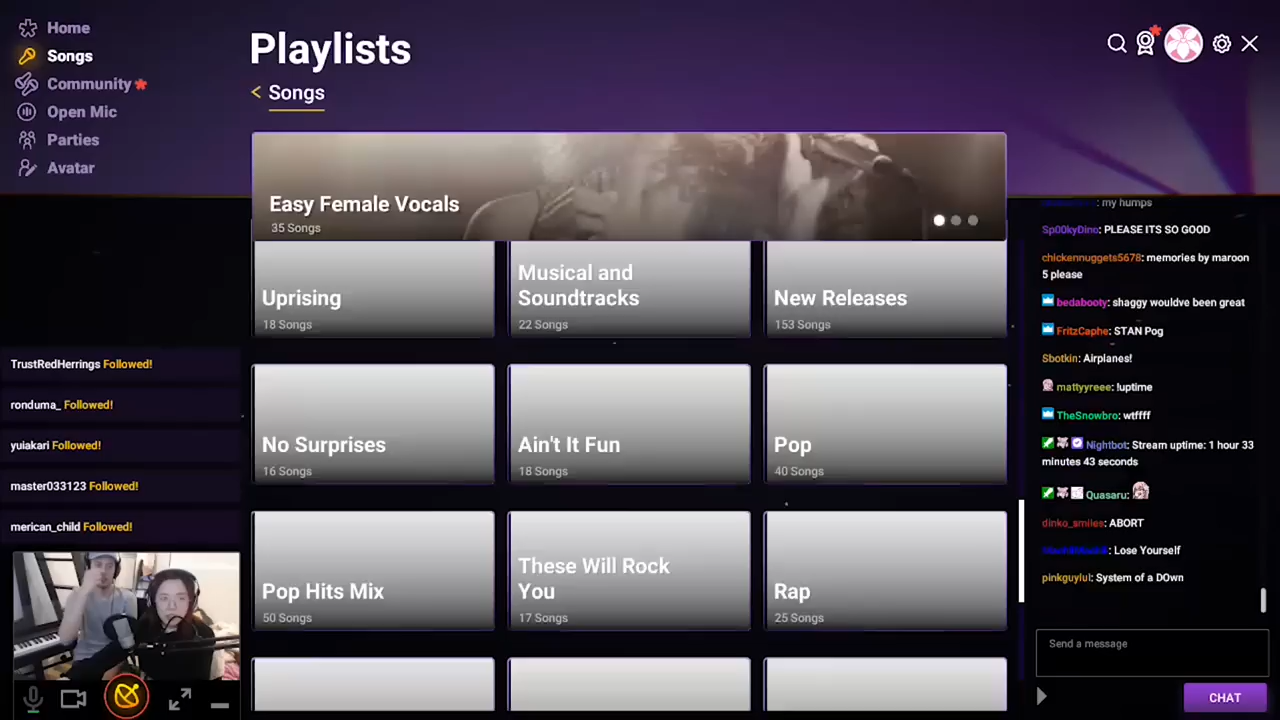 Home
Songs
Community
Open Mic
Parties
Avatar
Playlists
< Songs
Easy Female Vocals
35 Songs
Uprising
18 Songs
Musical and
Soundtracks
22 Songs
New Releases
153 Songs
No Surprises
16 Songs
Ain't It Fun
18 Songs
Pop
40 Songs
Pop Hits Mix
50 Songs
These Will Rock
You
17 Songs
Rap
25 Songs
TrustRedHerrings Followed!
ronduma_ Followed!
yuiakari Followed!
master033123 Followed!
merican_child Followed!
: my humps
Sp00kyDino: PLEASE ITS SO GOOD
chickennuggets5678: memories by maroon
5 please
bedabooty: shaggy wouldve been great
FritzCaphe: STAN Pog
Sbotkin: Airplanes!
mattyyreee: !uptime
TheSnowbro: wtffff
Nightbot: Stream uptime: 1 hour 33
minutes 43 seconds
Quasaru:
dinko_smiles: ABORT
: Lose Yourself
pinkguylul: System of a DOwn
Send a message
CHAT